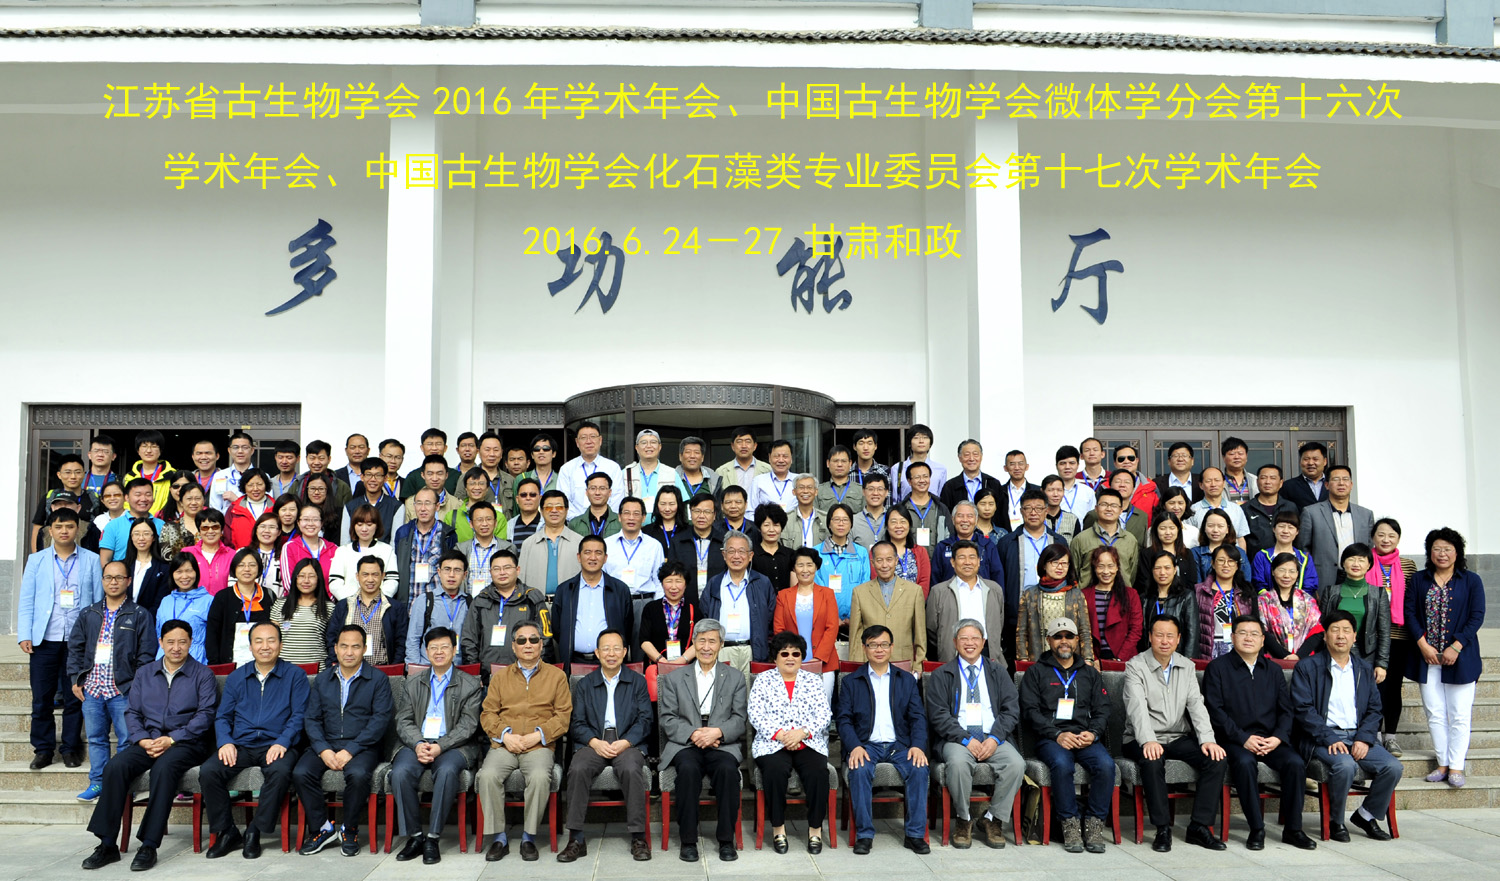 江苏省古生物学会 2016 年学术年会、中国古生物学会微体学分会第十六次
学术年会、中国古生物学会化石藻类专业委员会第十七次学术年会
2016.6.24－27 甘肃和政
多功能厅